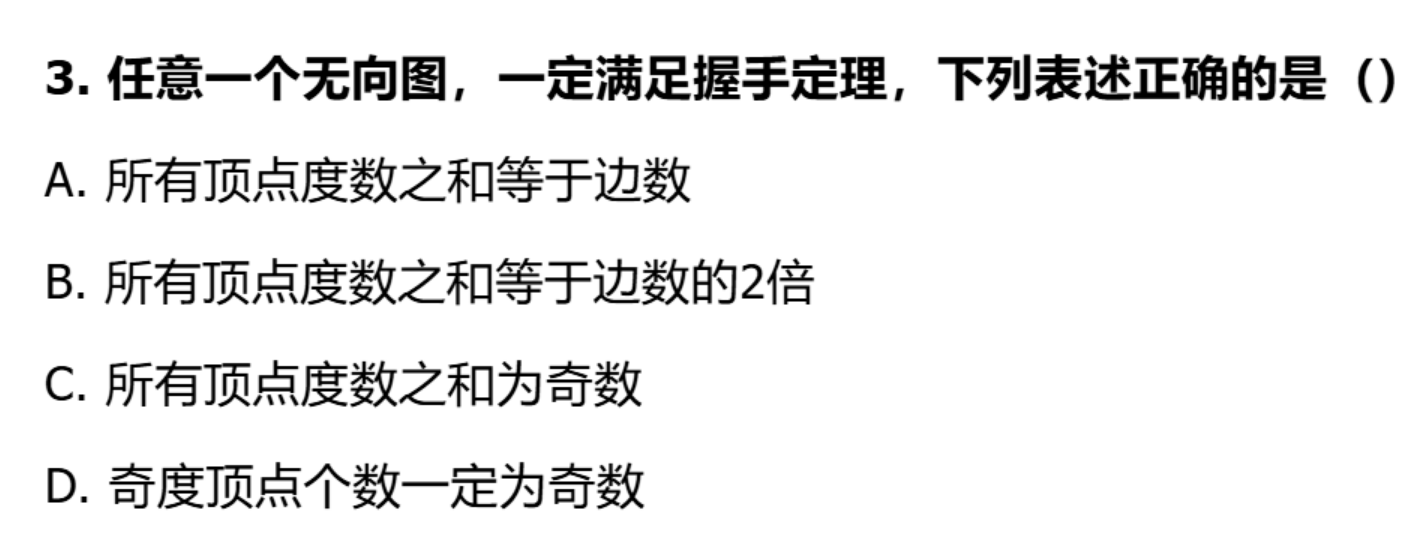 3. 任意一个无向图，一定满足握手定理，下列表述正确的是（）
A. 所有顶点度数之和等于边数
B. 所有顶点度数之和等于边数的2倍
C. 所有顶点度数之和为奇数
D. 奇度顶点个数一定为奇数